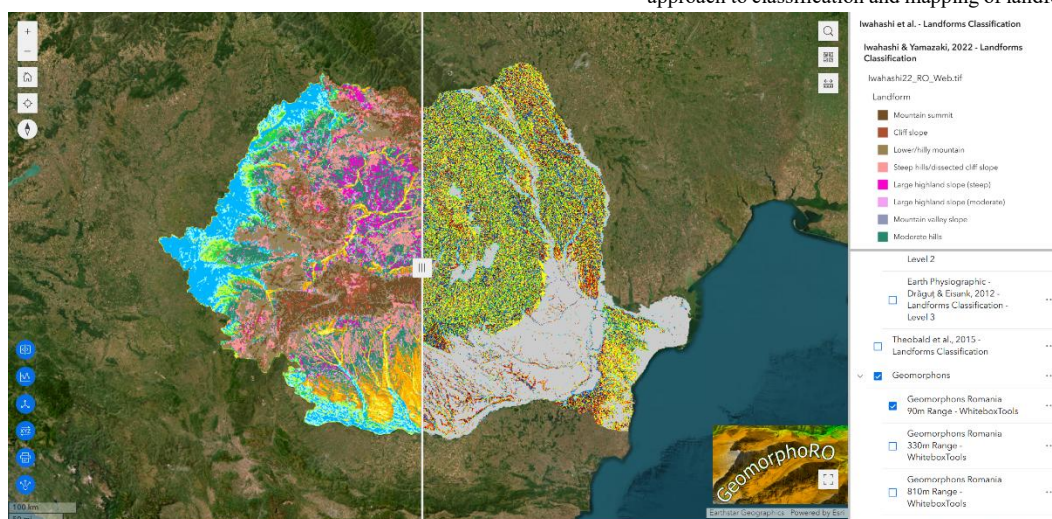 approach to classification and mapping of landf
Iwahashi et al. - Landforms Classification
Iwahashi & Yamazaki, 2022 - Landforms
Classification
Iwahashi22_RO_Web.tif
Landform
Mountain summit
Cliff slope
Lower/hilly mountain
Steep hills/dissected cliff slope
Large highland slope (steep)
Large highland slope (moderate)
Mountain valley slope
Moderate hills
Level 2
Earth Physiographic -
Drăguț & Eisank, 2012 -
Landforms Classification -
Level 3
Theobald et al., 2015 -
Landforms Classification
Geomorphons
Geomorphons Romania
90m Range - WhiteboxTools
Geomorphons Romania
330m Range -
WhiteboxTools
Geomorphons Romania
810m Range -
WhiteboxTools
GeomorphoRO
100 km
Earthstar Geographics | Powered by Esri